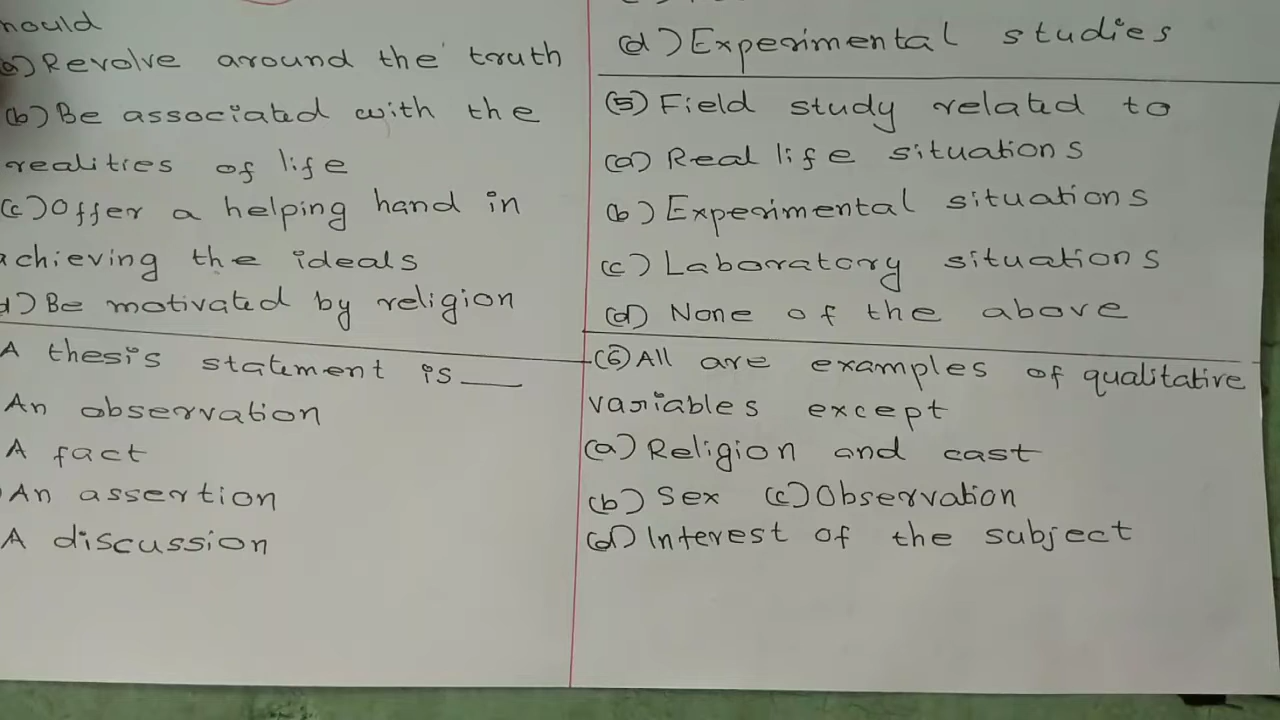 hould
(a) Revolve around the truth
(b) Be associated with the
realities of life
(c) Offer a helping hand in
achieving the ideals
d) Be motivated by religion
A thesis statement is ___
An observation
A fact
An assertion
A discussion
(d) Experimental studies
(5) Field study related to
(a) Real life situations
(b) Experimental situations
(c) Laboratory situations
(d) None of the above
(6) All are examples of qualitative
variables except
(a) Religion and cast
(b) Sex (c) Observation
(d) Interest of the subject